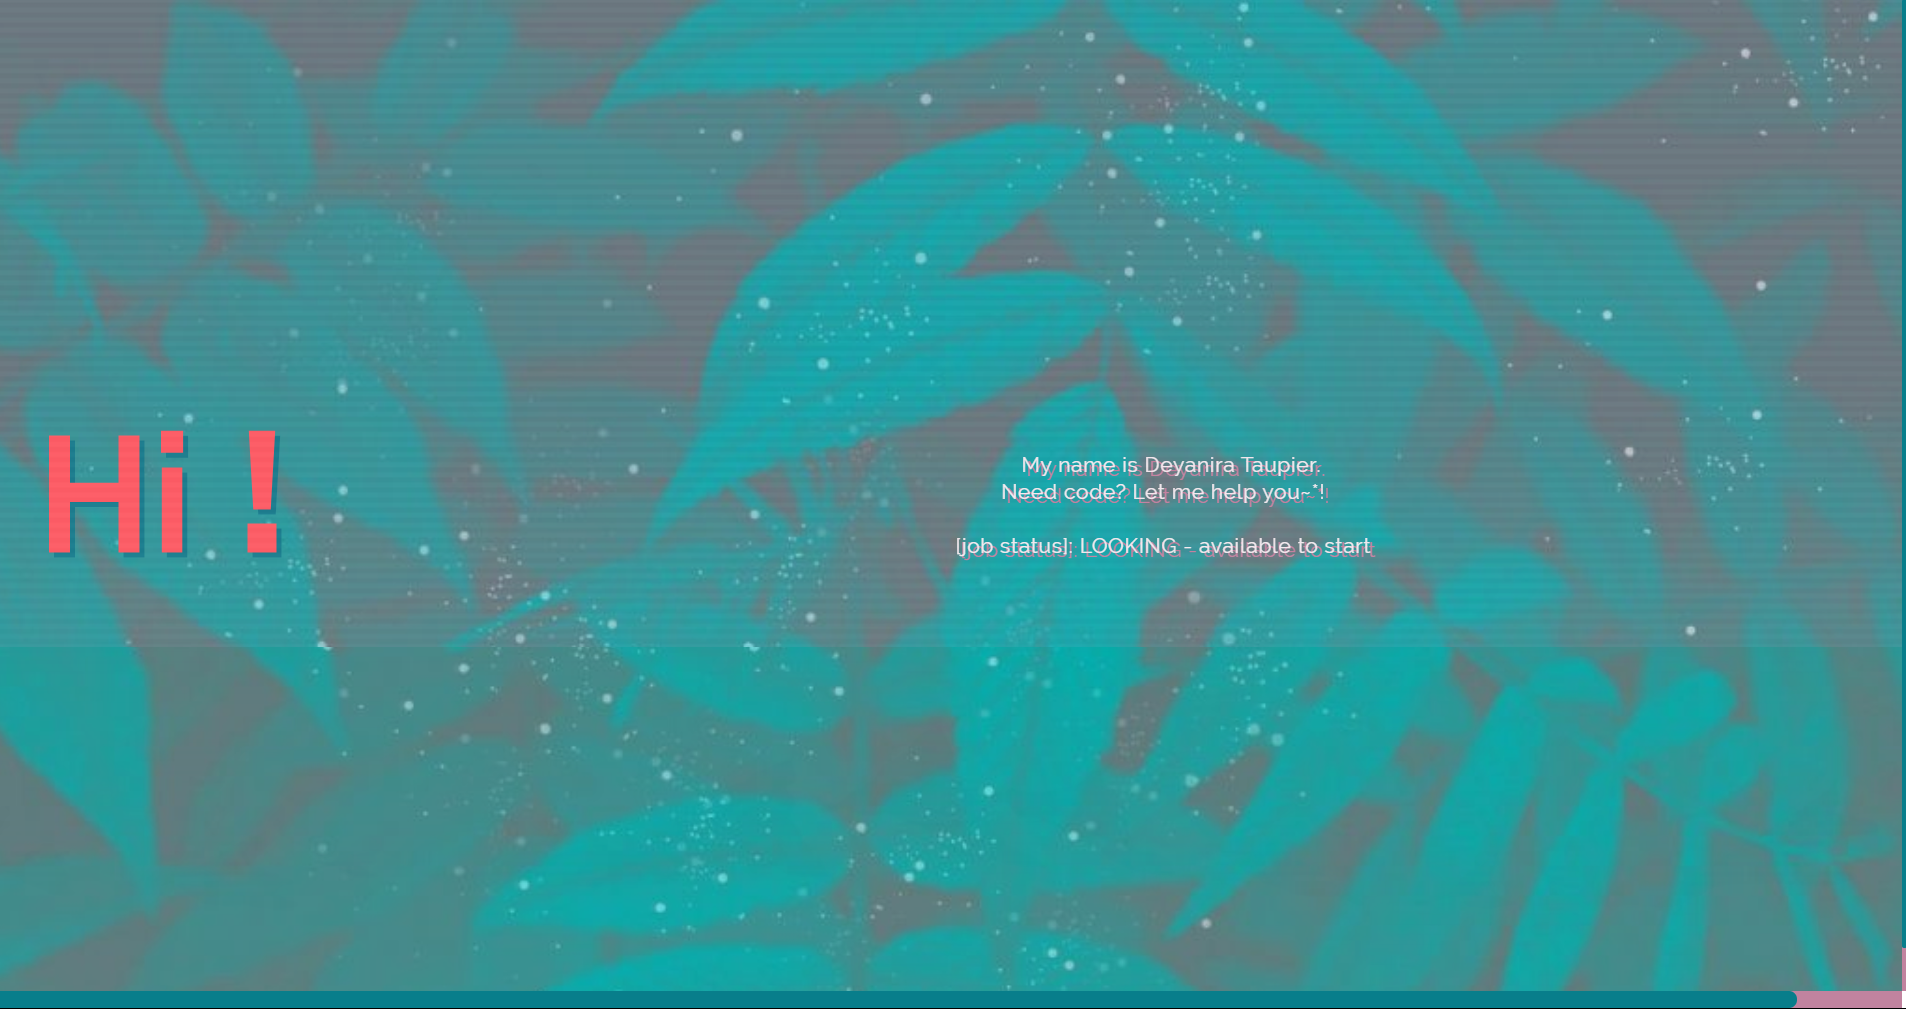 Hi !
My name is Deyanira Taupier.
Need code? Let me help you~*!
[job status]: LOOKING - available to start